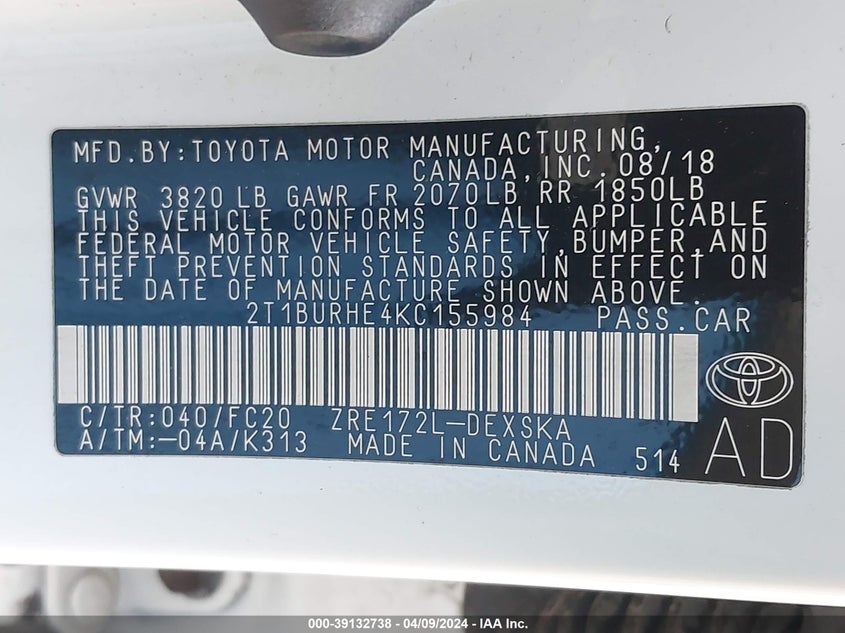 MFD.BY:TOYOTA MOTOR MANUFACTURING,
CANADA,INC.08/18
GVWR 3820 LB GAWR FR 2070LB RR 1850LB
THIS VEHICLE CONFORMS TO ALL APPLICABLE
FEDERAL MOTOR VEHICLE SAFETY,BUMPER,AND
THEFT PREVENTION STANDARDS IN EFFECT ON
THE DATE OF MANUFACTURE SHOWN ABOVE.
2T1BURHE4KC155984 PASS.CAR
C/TR:040/FC20 ZRE172L-DEXSKA
A/TM:-04A/K313 MADE IN CANADA 514
AD
000-39132738 - 04/09/2024 - IAA Inc.